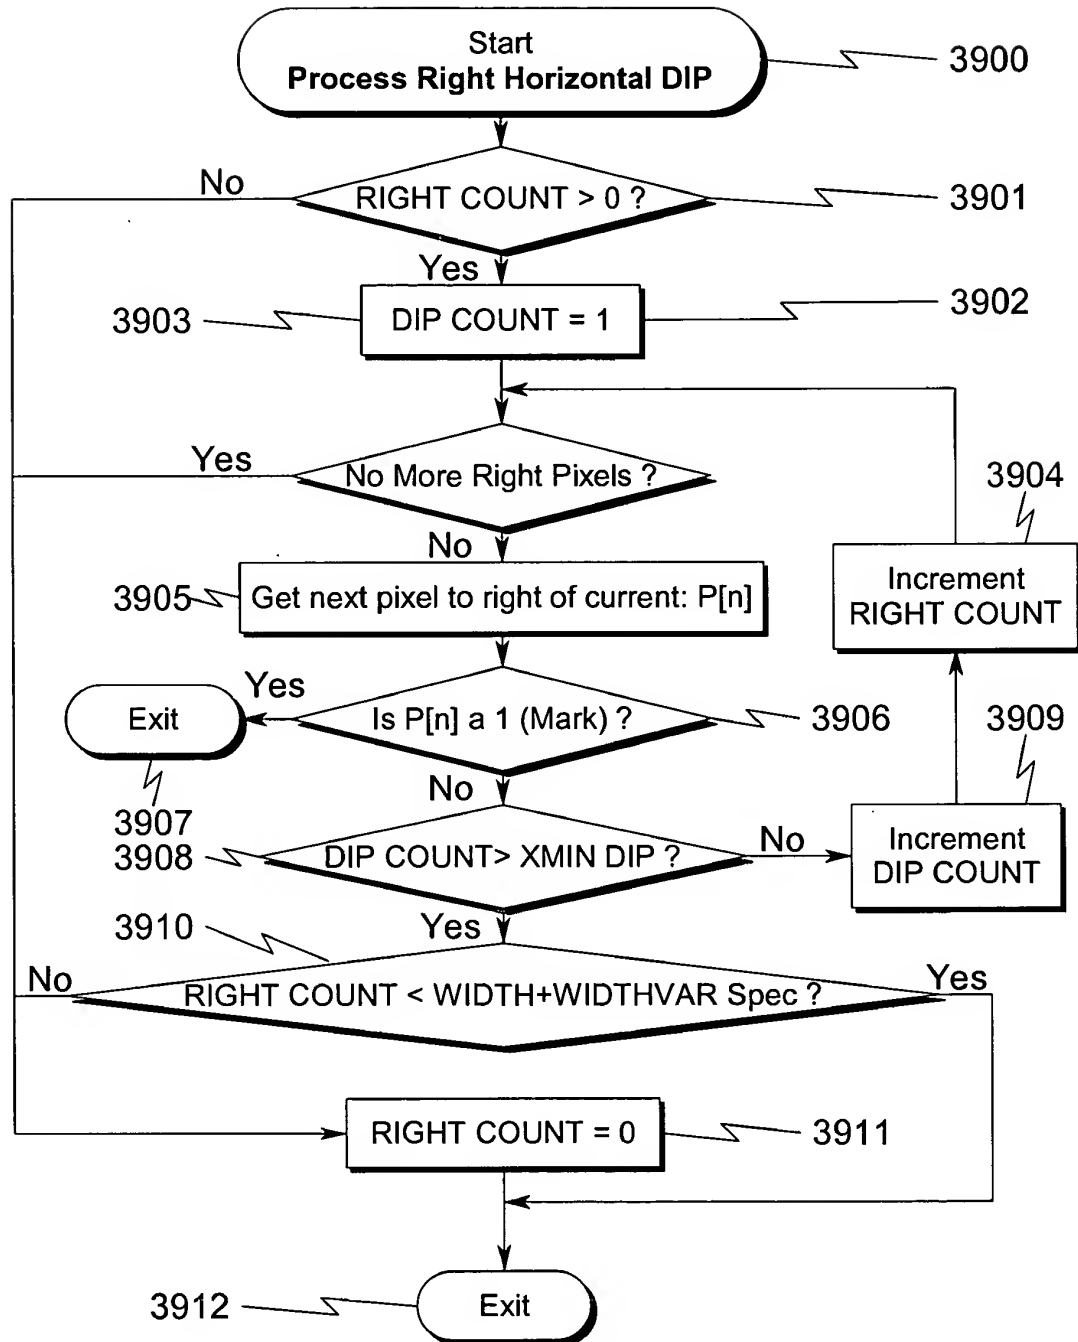 Start
Process Right Horizontal DIP
3900
No
RIGHT COUNT > 0 ?
3901
Yes
3903
DIP COUNT = 1
3902
Yes
No More Right Pixels ?
3904
No
3905
Get next pixel to right of current: P[n]
Increment
RIGHT COUNT
Yes
Exit
Is P[n] a 1 (Mark) ?
3906
3909
No
3907
3908
DIP COUNT> XMIN DIP ?
No
Increment
DIP COUNT
3910
Yes
No
RIGHT COUNT < WIDTH+WIDTHVAR Spec ?
Yes
RIGHT COUNT = 0
3911
3912
Exit